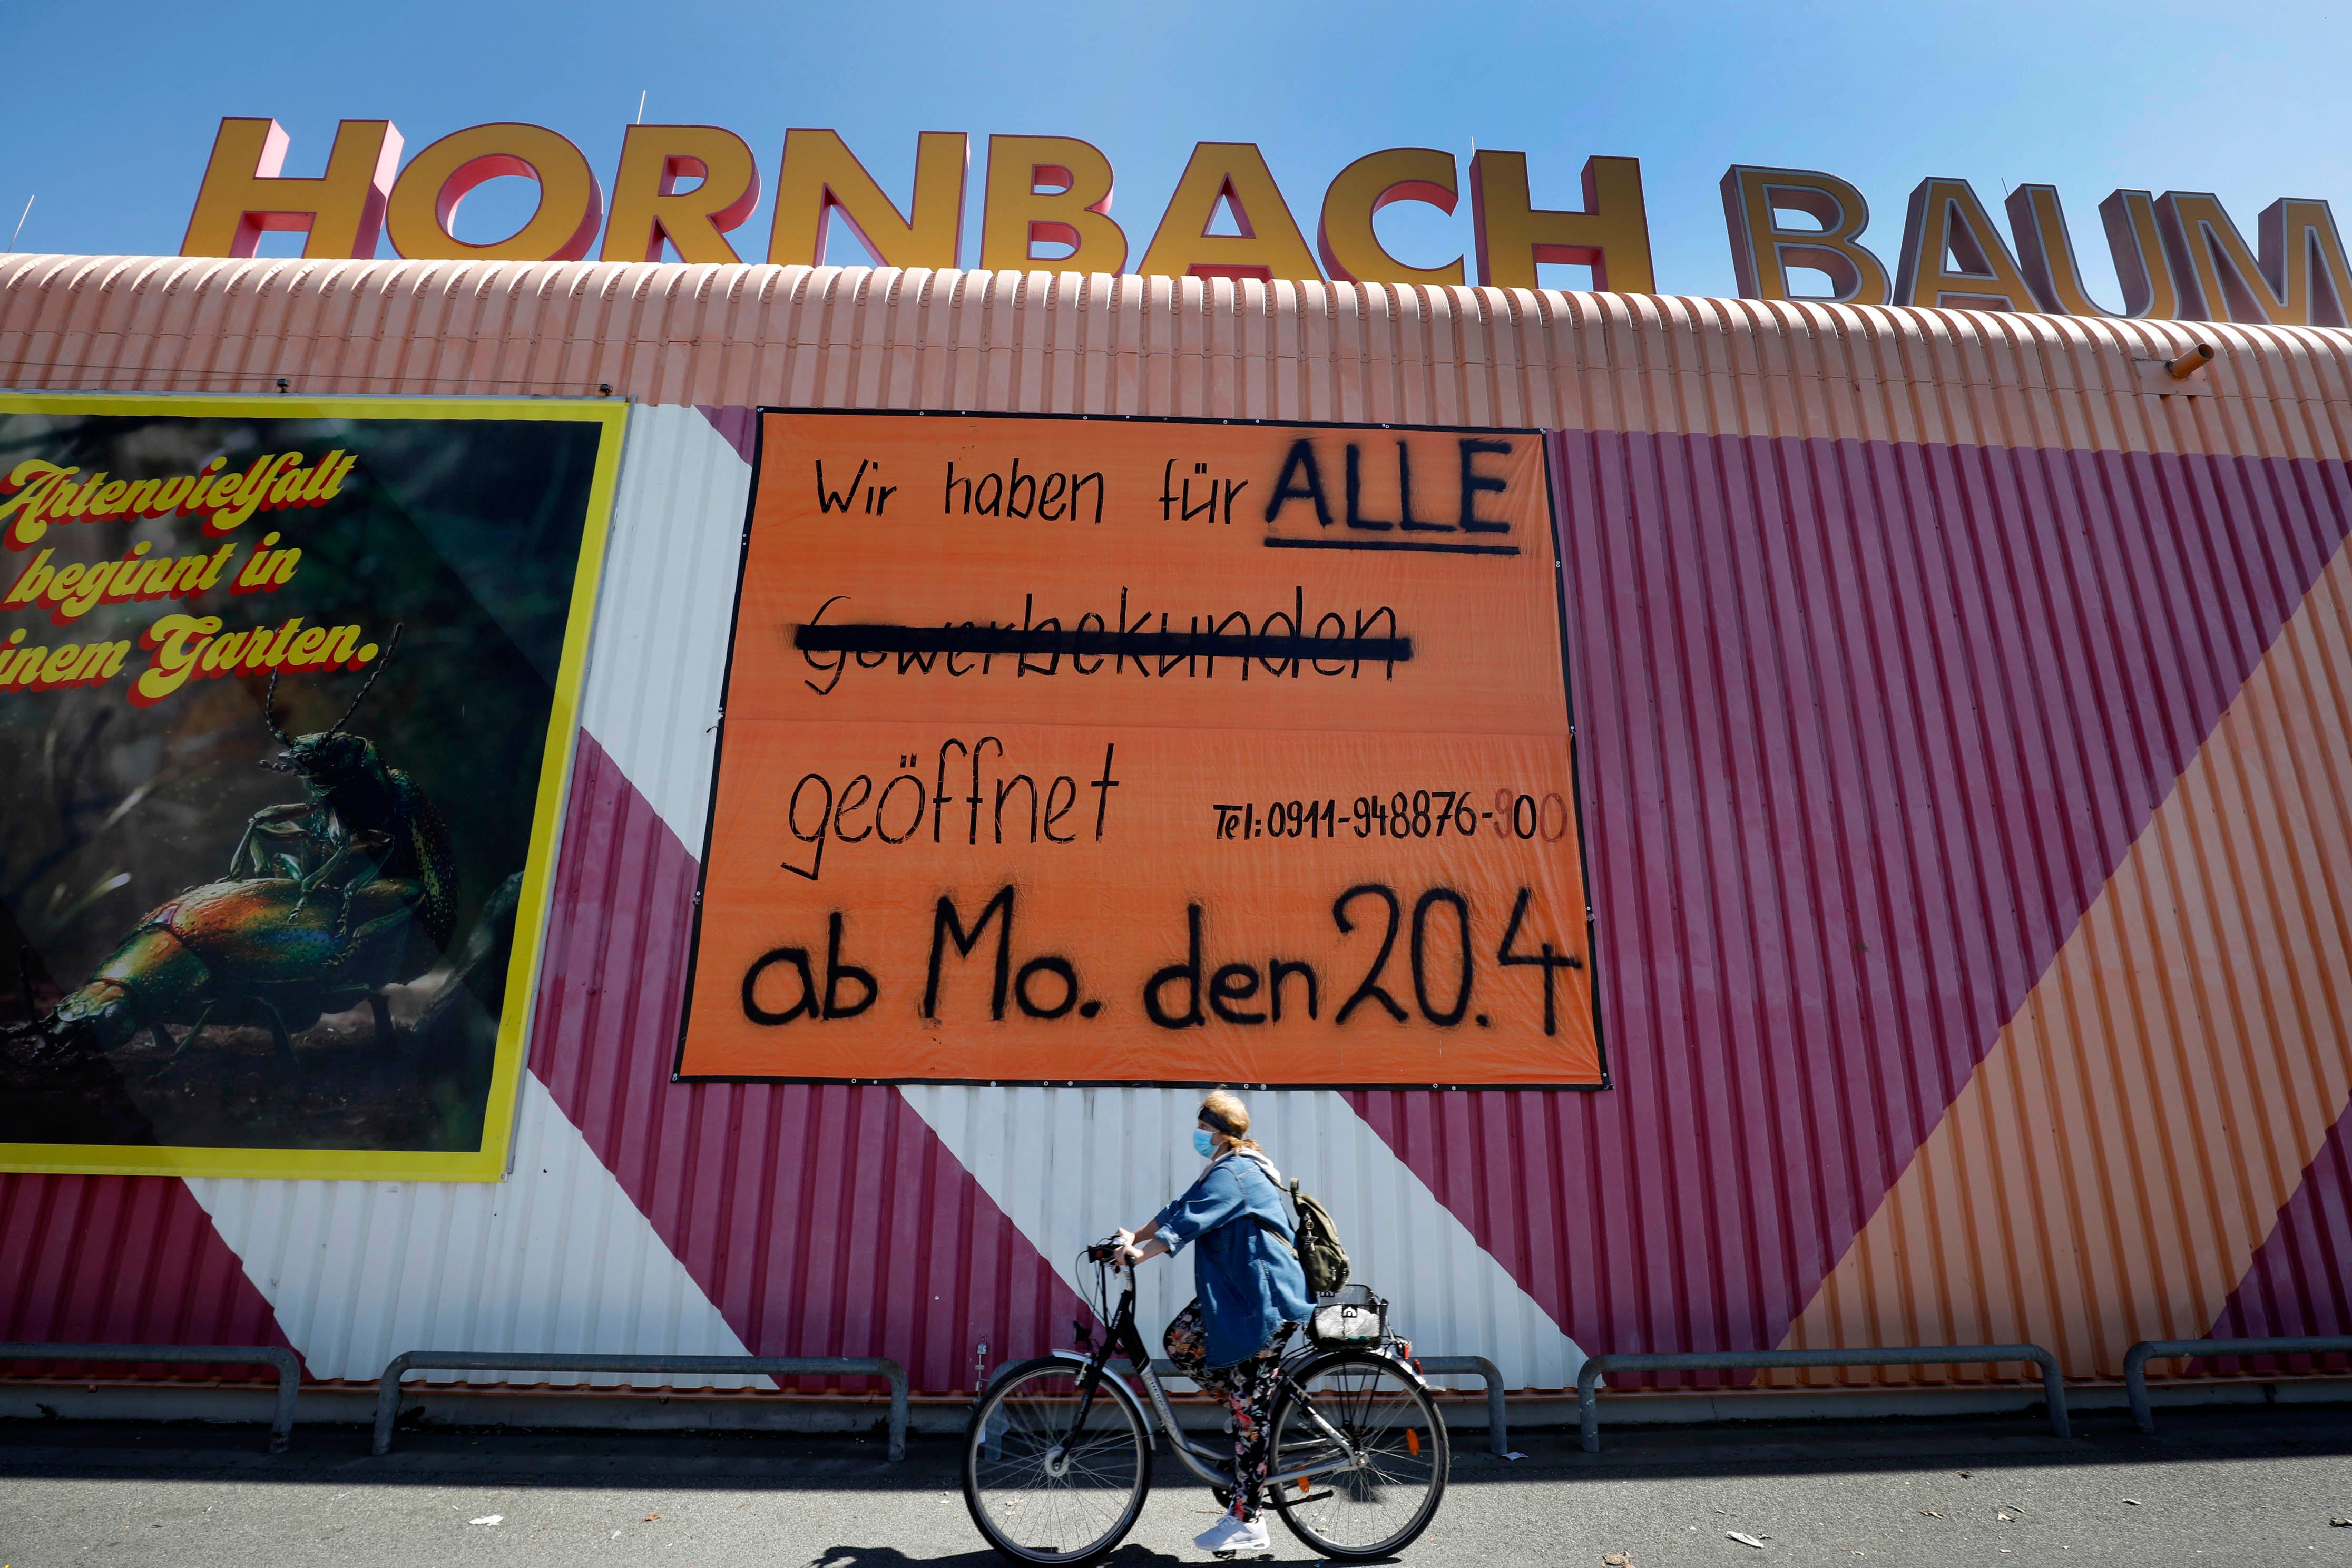 HORNBACH BAUM
Artenvielfalt
beginnt in
inem Garten.
Wir haben für ALLE
Gewerbekunden
geöffnet Tel: 0911-948876-900
ab Mo. den 20.4